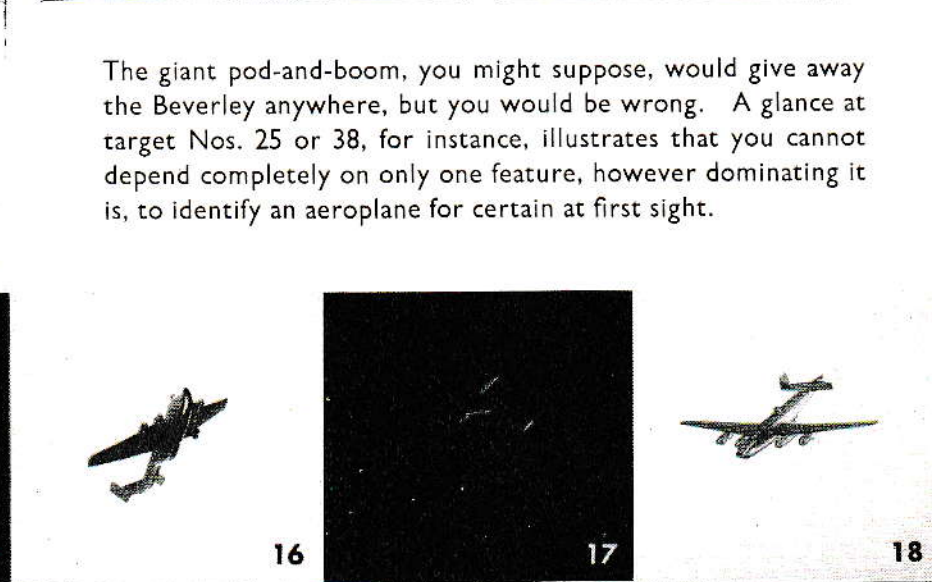 The giant pod-and-boom, you might suppose, would give away
the Beverley anywhere, but you would be wrong. A glance at
target Nos. 25 or 38, for instance, illustrates that you cannot
depend completely on only one feature, however dominating it
is, to identify an aeroplane for certain at first sight.
16 17 18